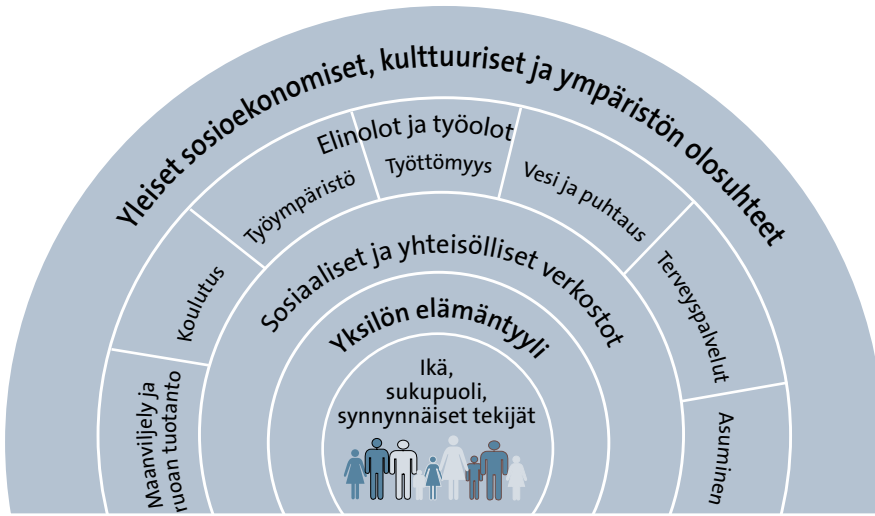 Yleiset sosioekonomiset, kulttuuriset ja ympäristön olosuhteet
Elinolot ja työolot
Maanviljely ja
ruoan tuotanto
Koulutus
Työympäristö
Työttömyys
Vesi ja puhtaus
Terveyspalvelut
Asuminen
Sosiaaliset ja yhteisölliset verkostot
Yksilön elämäntyyli
Ikä,
sukupuoli,
synnynnäiset tekijät